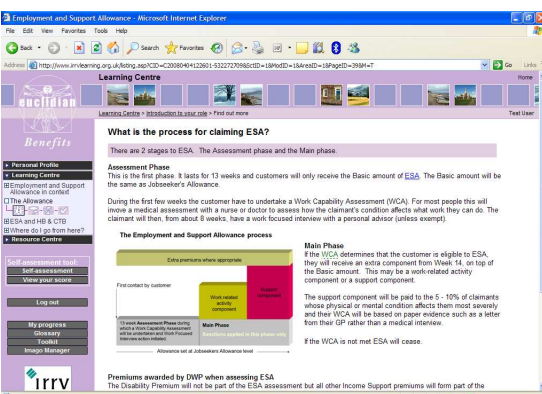 Employment and Support Allowance - Microsoft Internet Explorer
File Edit View Favorites Tools Help
Back Search Favorites
Address http://www.irrvlearning.org.uk/listing.asp?CID=C20080404122601-532272709&SctID=1&ModID=1&AreaID=1&PageID=39&M=T Go Links
Learning Centre Home
euclidian
Benefits
Learning Centre > Introduction to your role > Find out more Test User
What is the process for claiming ESA?
There are 2 stages to ESA. The Assessment phase and the Main phase.
Personal Profile
Learning Centre
Employment and Support
Allowance in context
The Allowance
ESA and HB & CTB
Where do I go from here?
Resource Centre
Self-assessment tool:
Self-assessment
View your score
Log out
My progress
Glossary
Toolkit
Imago Manager
irrv
Assessment Phase
This is the first phase. It lasts for 13 weeks and customers will only receive the Basic amount of ESA. The Basic amount will be
the same as Jobseeker's Allowance.
During the first few weeks the customer have to undertake a Work Capability Assessment (WCA). For most people this will
invove a medical assessment with a nurse or doctor to assess how the claimant's condition affects what work they can do. The
claimant will then, from about 8 weeks, have a work focused interview with a personal advisor (unless exempt).
The Employment and Support Allowance process
Extra premiums where appropriate
First contact by customer
Work related
activity
component
Support
component
13 week Assessment Phase during
which a Work Capability Assessment
will be undertaken and Work Focused
Interview action initiated.
Main Phase
Sanctions applied in this phase only
Allowance set at Jobseekers Allowance level
Main Phase
If the WCA determines that the customer is eligible to ESA,
they will receive an extra component from Week 14, on top of
the Basic amount. This may be a work-related activity
component or a support component.
The support component will be paid to the 5 - 10% of claimants
whose physical or mental condition affects them most severely
and their WCA will be based on paper evidence such as a letter
from their GP rather than a medical interview.
If the WCA is not met ESA will cease.
Premiums awarded by DWP when assessing ESA
The Disability Premium will not be part of the ESA assessment but all other Income Support premiums will form part of the